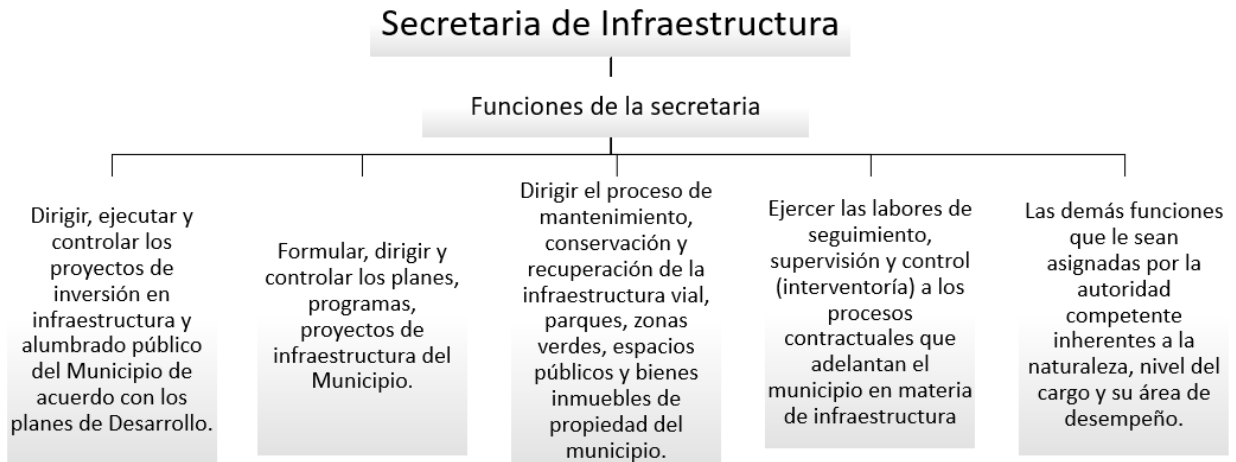 Secretaria de Infraestructura
Funciones de la secretaria
Dirigir, ejecutar y
controlar los
proyectos de
inversión en
infraestructura y
alumbrado público
del Municipio de
acuerdo con los
planes de Desarrollo.
Formular, dirigir y
controlar los planes,
programas,
proyectos de
infraestructura del
Municipio.
Dirigir el proceso de
mantenimiento,
conservación y
recuperación de la
infraestructura vial,
parques, zonas
verdes, espacios
públicos y bienes
inmuebles de
propiedad del
municipio.
Ejercer las labores de
seguimiento,
supervisión y control
(interventoría) a los
procesos
contractuales que
adelantan el
municipio en materia
de infraestructura
Las demás funciones
que le sean
asignadas por la
autoridad
competente
inherentes a la
naturaleza, nivel del
cargo y su área de
desempeño.